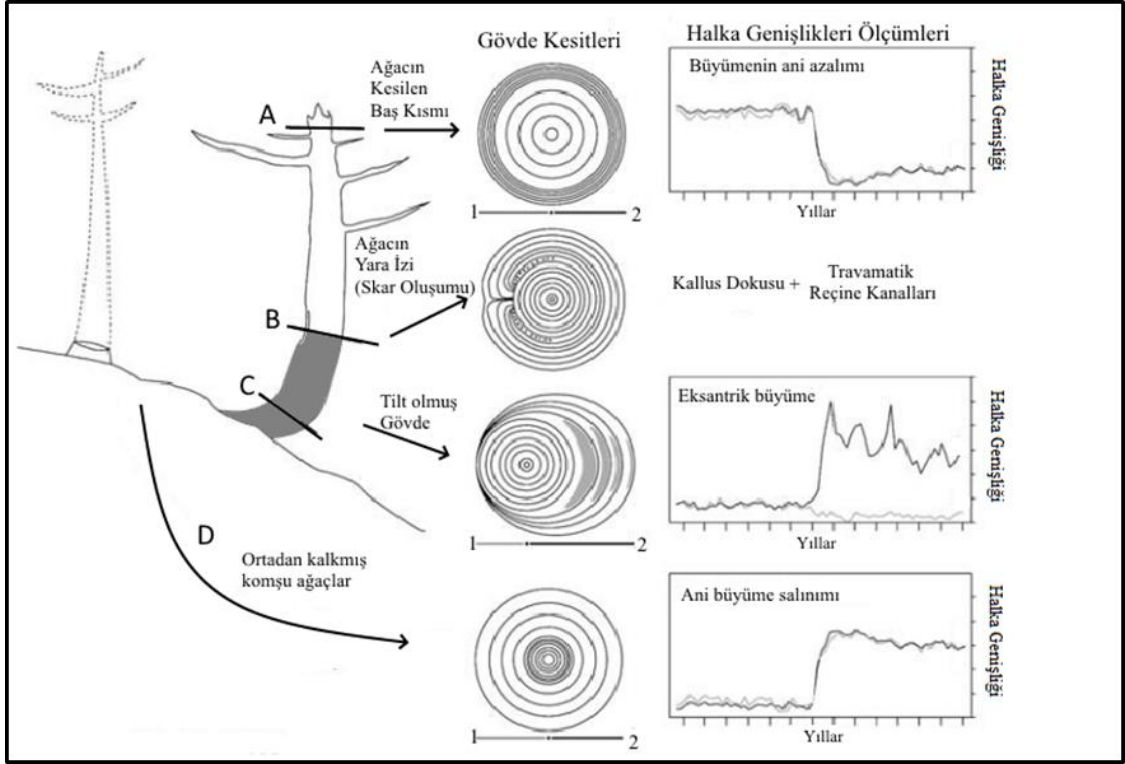 Gövde Kesitleri
Halka Genişlikleri Ölçümleri
A
Ağacın
Kesilen
Baş Kısmı
Büyümenin ani azalımı
Halka Genişliği
Yıllar
1
2
Ağacın
Yara İzi
(Skar Oluşumu)
B
Kallus Dokusu +
Travamatik
Reçine Kanalları
C
Tilt olmuş
Gövde
Eksantrik büyüme
Halka Genişliği
Yıllar
1
2
D
Ortadan kalkmış
komşu ağaçlar
Ani büyüme salınımı
Halka Genişliği
Yıllar
1
2